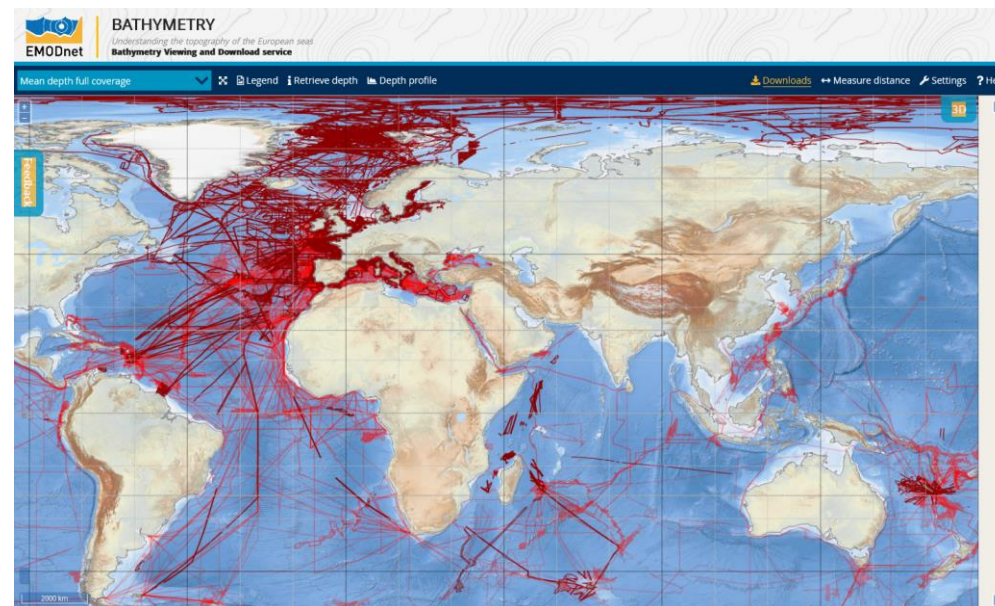 EMODnet
BATHYMETRY
Understanding the topography of the European seas
Bathymetry Viewing and Download service
Mean depth full coverage
Legend
Retrieve depth
Depth profile
Downloads
Measure distance
Settings
? He
+
3D
-
Feedback
2000 km